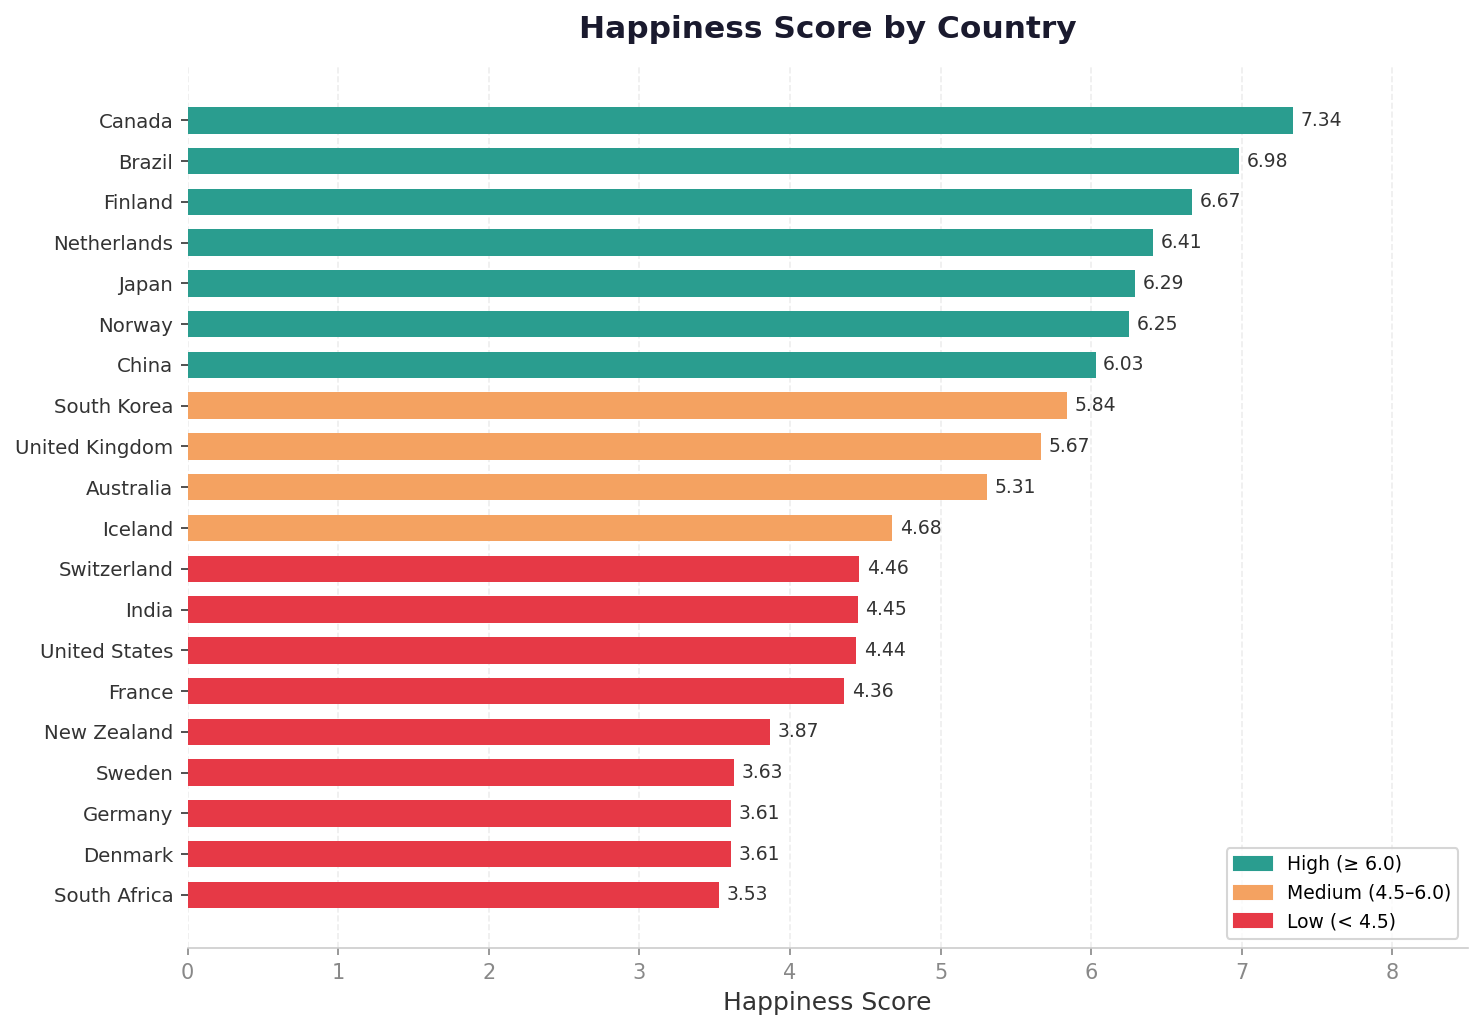 Happiness Score by Country
Canada 7.34
Brazil 6.98
Finland 6.67
Netherlands 6.41
Japan 6.29
Norway 6.25
China 6.03
South Korea 5.84
United Kingdom 5.67
Australia 5.31
Iceland 4.68
Switzerland 4.46
India 4.45
United States 4.44
France 4.36
New Zealand 3.87
Sweden 3.63
Germany 3.61
Denmark 3.61
South Africa 3.53
High (≥ 6.0)
Medium (4.5–6.0)
Low (< 4.5)
0 1 2 3 4 5 6 7 8
Happiness Score